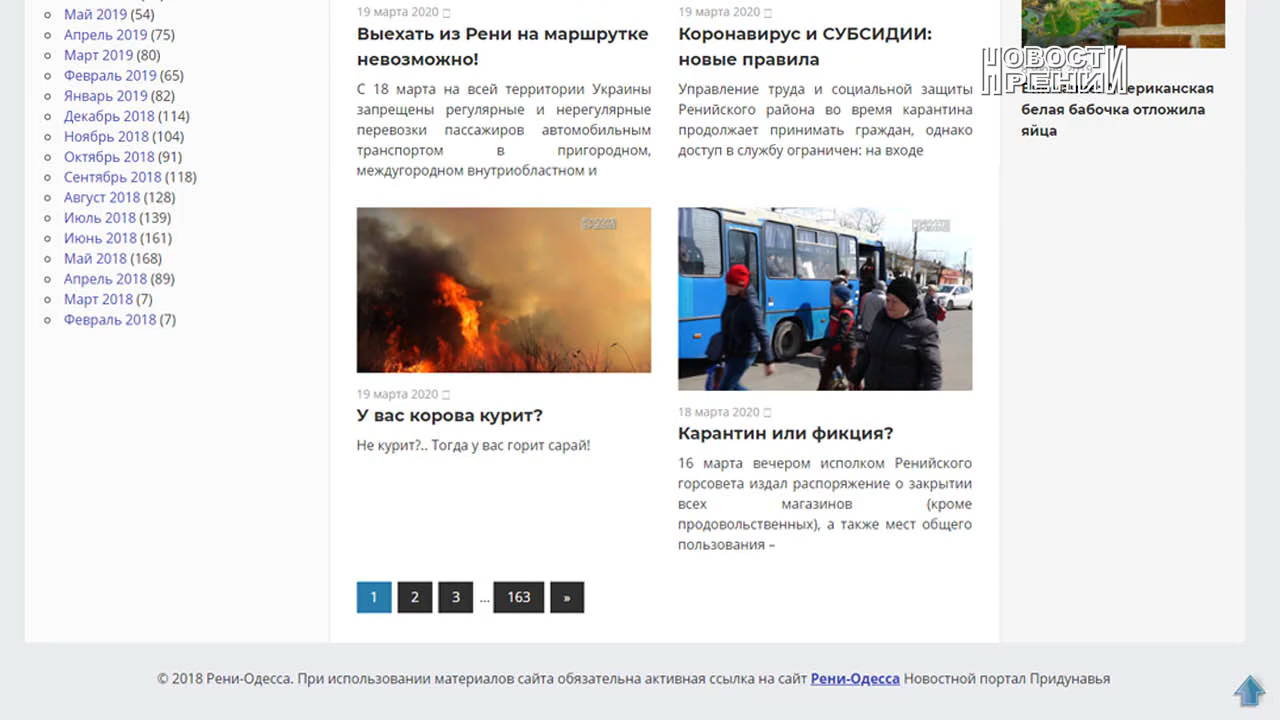 Май 2019 (54)
Апрель 2019 (75)
Март 2019 (80)
Февраль 2019 (65)
Январь 2019 (82)
Декабрь 2018 (114)
Ноябрь 2018 (104)
Октябрь 2018 (91)
Сентябрь 2018 (118)
Август 2018 (128)
Июль 2018 (139)
Июнь 2018 (161)
Май 2018 (168)
Апрель 2018 (89)
Март 2018 (7)
Февраль 2018 (7)
19 марта 2020
Выехать из Рени на маршрутке
невозможно!
С 18 марта на всей территории Украины
запрещены регулярные и нерегулярные
перевозки пассажиров автомобильным
транспортом в пригородном,
междугородном внутриобластном и
19 марта 2020
Коронавирус и СУБСИДИИ:
новые правила
Управление труда и социальной защиты
Ренийского района во время карантина
продолжает принимать граждан, однако
доступ в службу ограничен: на входе
19 марта 2020
У вас корова курит?
Не курит?.. Тогда у вас горит сарай!
18 марта 2020
Карантин или фикция?
16 марта вечером исполком Ренийского
горсовета издал распоряжение о закрытии
всех магазинов (кроме
продовольственных), а также мест общего
пользования –
1 2 3 ... 163 »
НОВОСТИ
РЕНИ
белая бабочка отложила
яйца
© 2018 Рени-Одесса. При использовании материалов сайта обязательна активная ссылка на сайт Рени-Одесса Новостной портал Придунавья